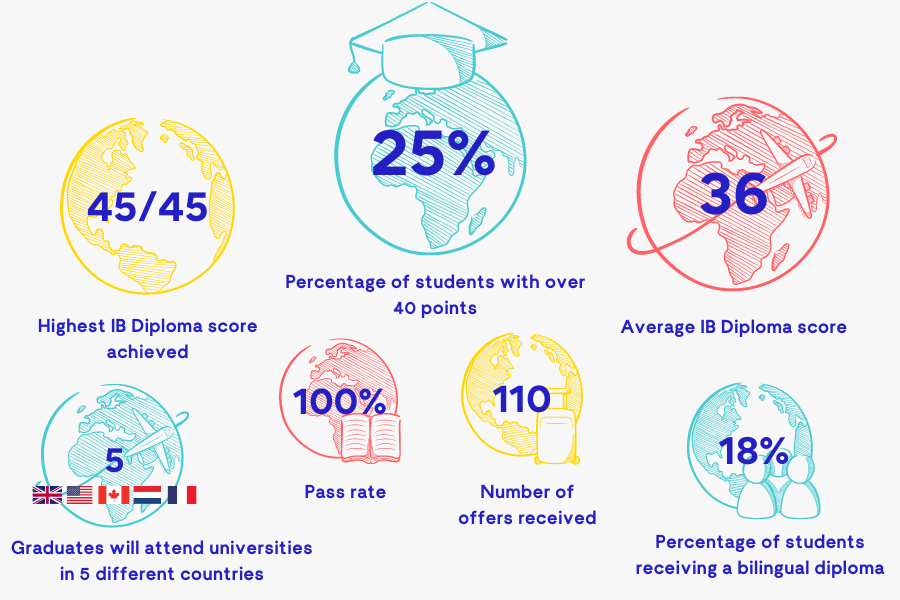 25%
Percentage of students with over
40 points
45/45
Highest IB Diploma score
achieved
36
Average IB Diploma score
5
Graduates will attend universities
in 5 different countries
100%
Pass rate
110
Number of
offers received
18%
Percentage of students
receiving a bilingual diploma